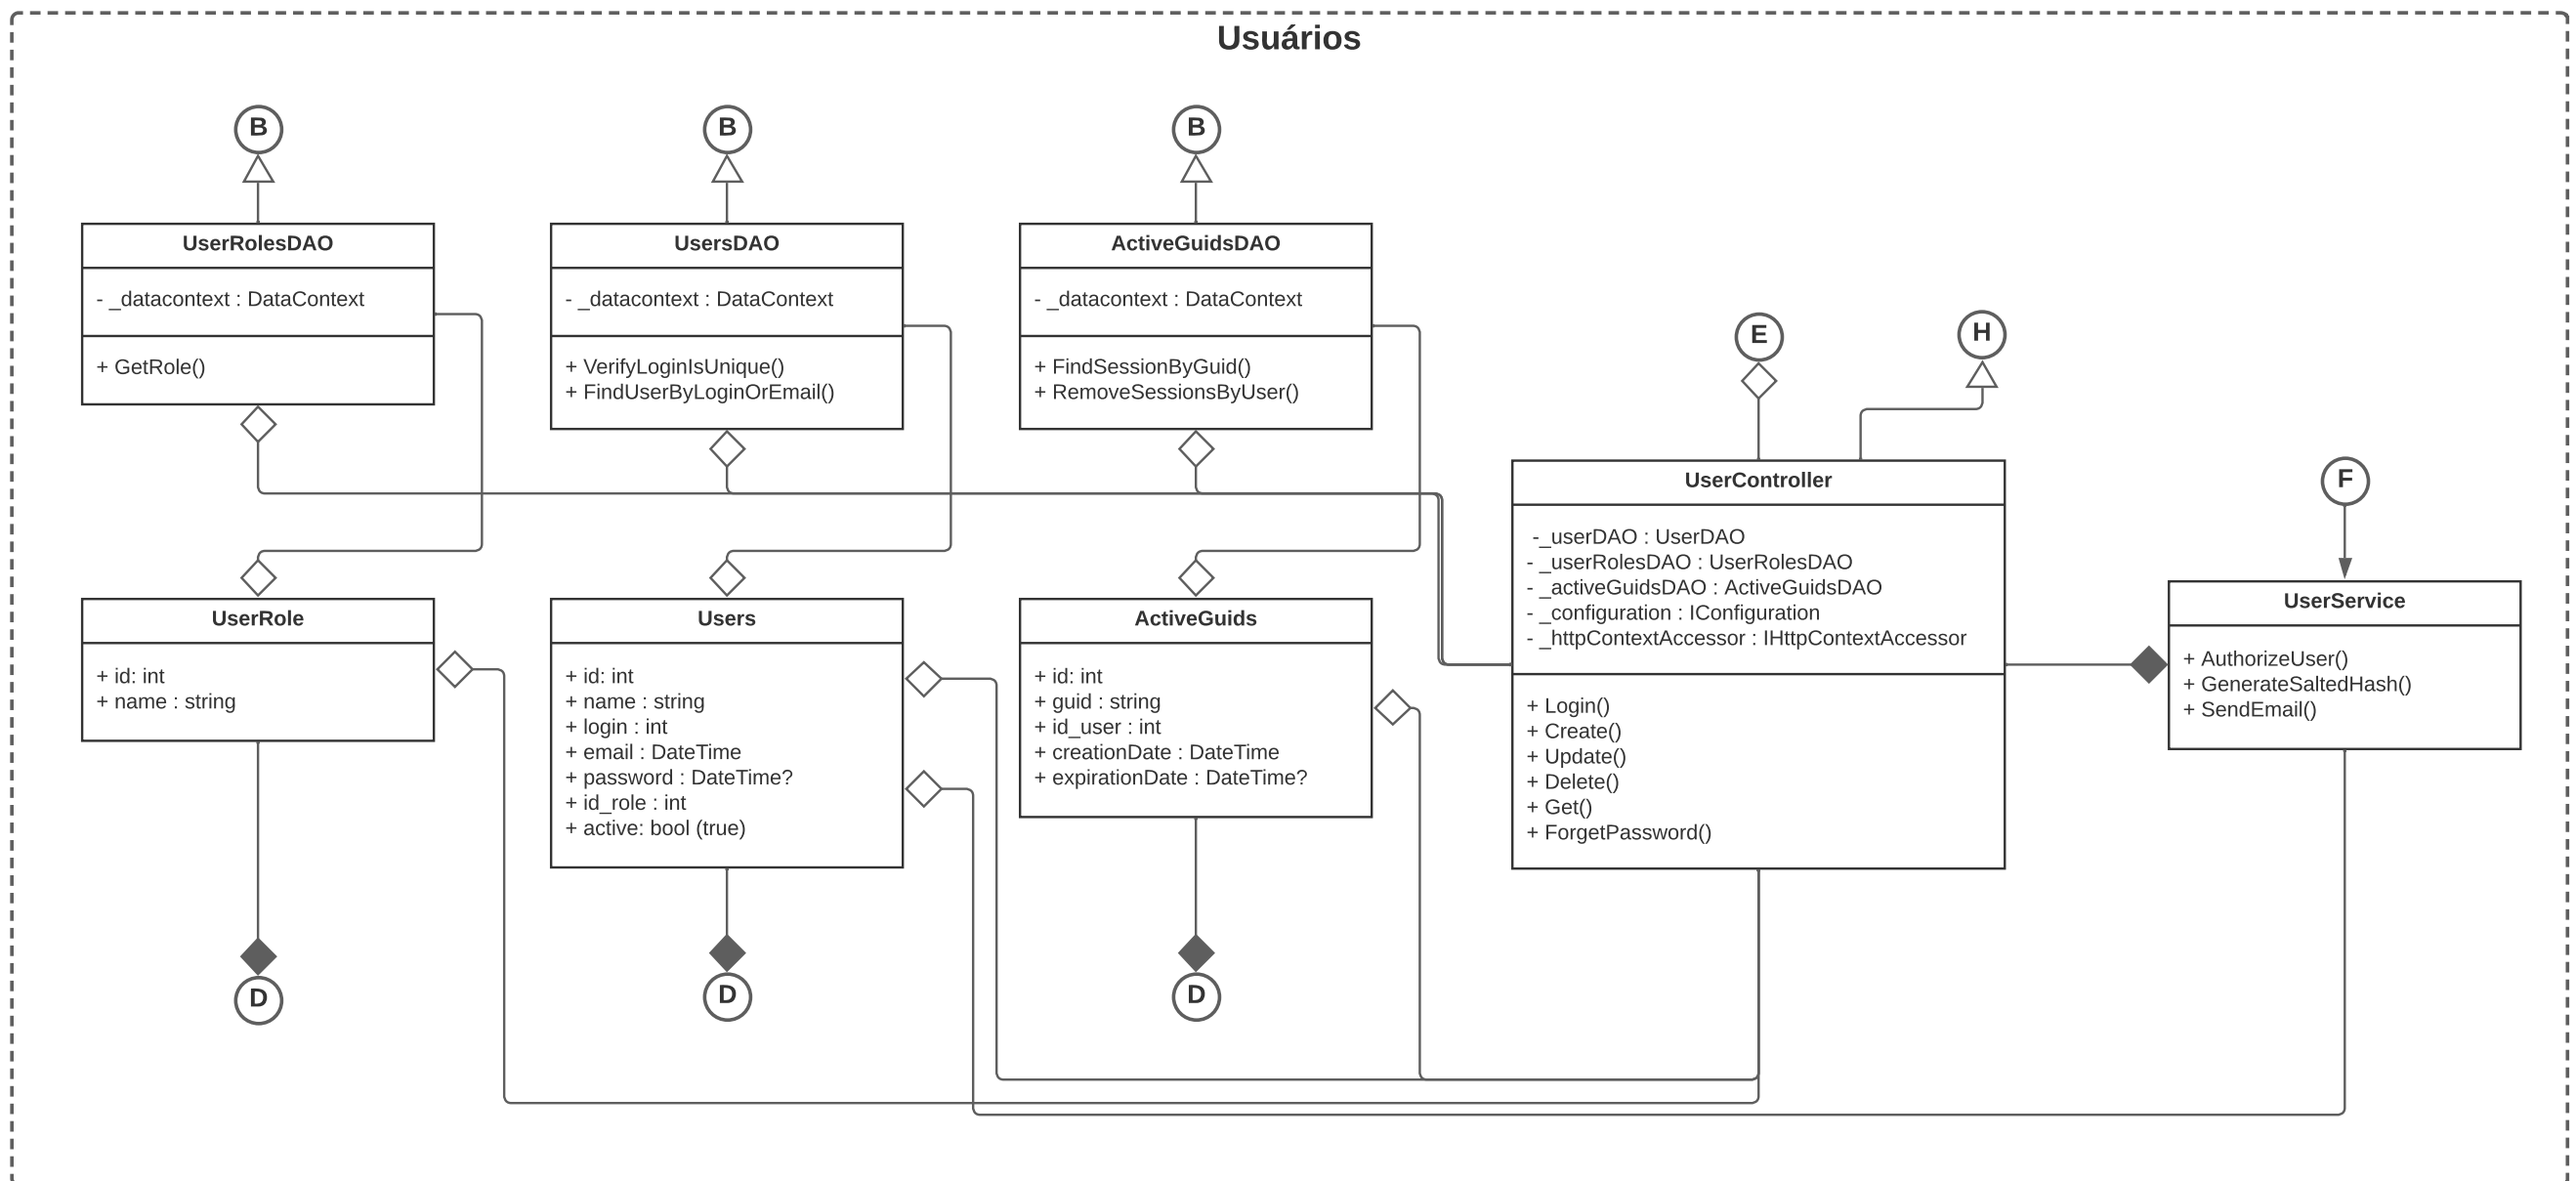 Usuários
B
B
B
UserRolesDAO
- _datacontext : DataContext
+ GetRole()
UsersDAO
- _datacontext : DataContext
+ VerifyLoginIsUnique()
+ FindUserByLoginOrEmail()
ActiveGuidsDAO
- _datacontext : DataContext
+ FindSessionByGuid()
+ RemoveSessionsByUser()
E
H
UserController
-_userDAO : UserDAO
- _userRolesDAO : UserRolesDAO
- _activeGuidsDAO : ActiveGuidsDAO
- _configuration : IConfiguration
- _httpContextAccessor : IHttpContextAccessor
+ Login()
+ Create()
+ Update()
+ Delete()
+ Get()
+ ForgetPassword()
F
UserService
+ AuthorizeUser()
+ GenerateSaltedHash()
+ SendEmail()
UserRole
+ id: int
+ name : string
Users
+ id: int
+ name : string
+ login : int
+ email : DateTime
+ password : DateTime?
+ id_role : int
+ active: bool (true)
ActiveGuids
+ id: int
+ guid : string
+ id_user : int
+ creationDate : DateTime
+ expirationDate : DateTime?
D
D
D